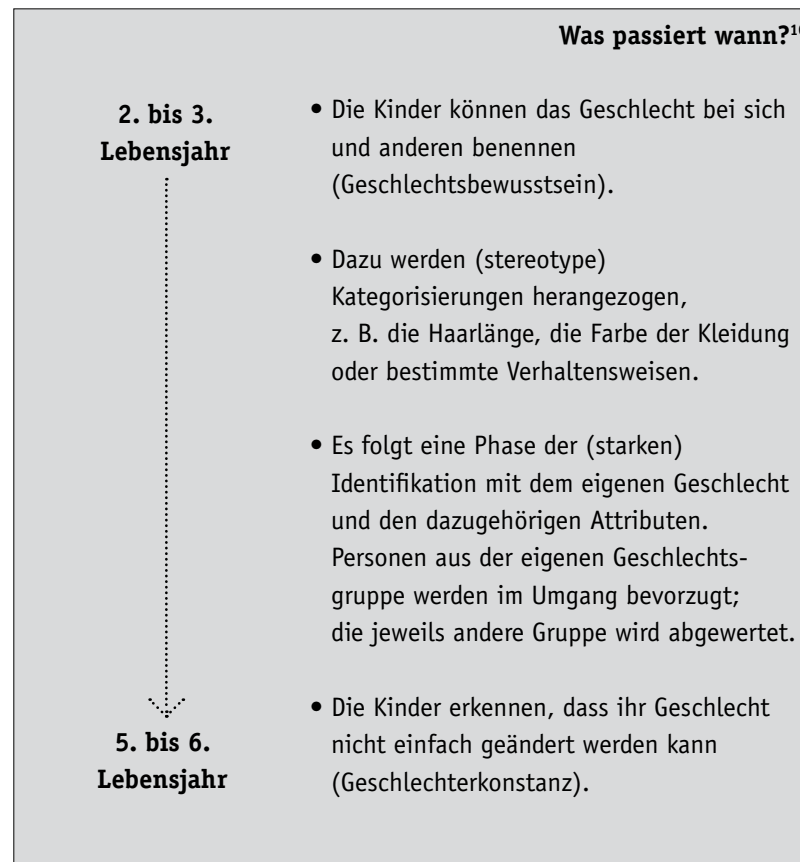 Was passiert wann?¹⁰
2. bis 3.
Lebensjahr
• Die Kinder können das Geschlecht bei sich
und anderen benennen
(Geschlechtsbewusstsein).
• Dazu werden (stereotype)
Kategorisierungen herangezogen,
z. B. die Haarlänge, die Farbe der Kleidung
oder bestimmte Verhaltensweisen.
• Es folgt eine Phase der (starken)
Identifikation mit dem eigenen Geschlecht
und den dazugehörigen Attributen.
Personen aus der eigenen Geschlechts-
gruppe werden im Umgang bevorzugt;
die jeweils andere Gruppe wird abgewertet.
5. bis 6.
Lebensjahr
• Die Kinder erkennen, dass ihr Geschlecht
nicht einfach geändert werden kann
(Geschlechterkonstanz).